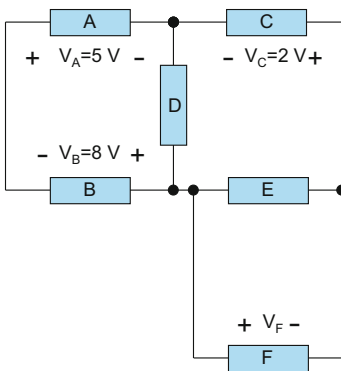 A C
+ V_A=5 V - - V_C=2 V +
D
- V_B=8 V +
B E
+ V_F -
F